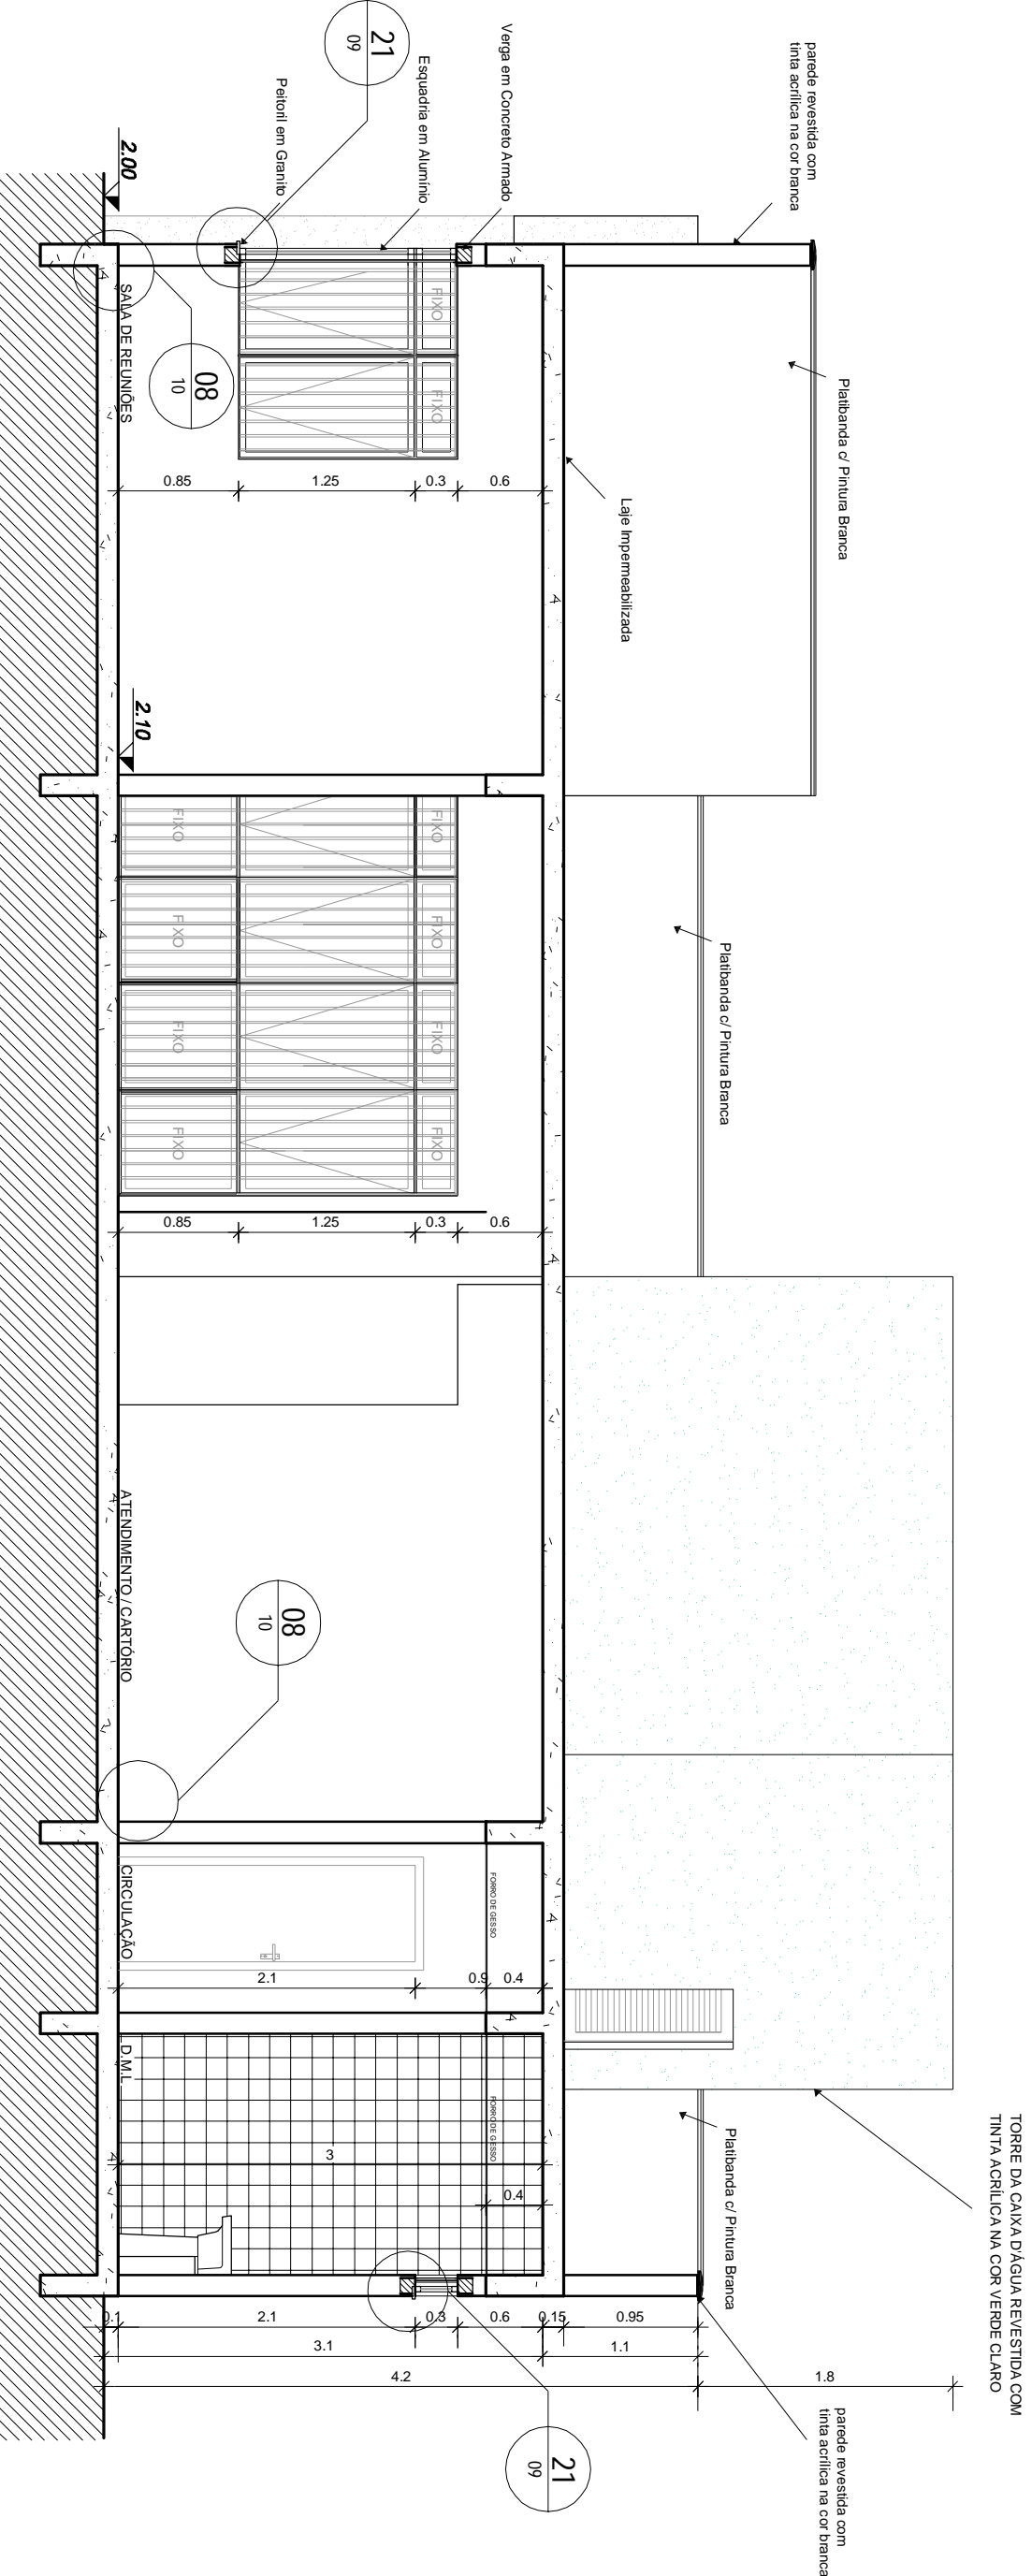 parede revestida com
tinta acrílica na cor branca
Verga em Concreto Armado
Esquadria em Alumínio
21
09
Peitoril em Granito
2.00
Platibanda c/ Pintura Branca
Laje Impermeabilizada
FIXO
FIXO
08
10
SALA DE REUNIÕES
0.85
1.25
0.3
0.6
2.10
Platibanda c/ Pintura Branca
FIXO
FIXO
FIXO
FIXO
FIXO
FIXO
FIXO
FIXO
0.85
1.25
0.3
0.6
ATENDIMENTO / CARTÓRIO
08
10
CIRCULAÇÃO
FORRO DE GESSO
2.1
0.9
0.4
D.M.L
FORRO DE GESSO
3
0.4
TORRE DA CAIXA D'ÁGUA REVESTIDA COM
TINTA ACRÍLICA NA COR VERDE CLARO
Platibanda c/ Pintura Branca
0.1
2.1
0.3
0.6
0.15
0.95
3.1
1.1
4.2
1.8
21
09
parede revestida com
tinta acrílica na cor branca